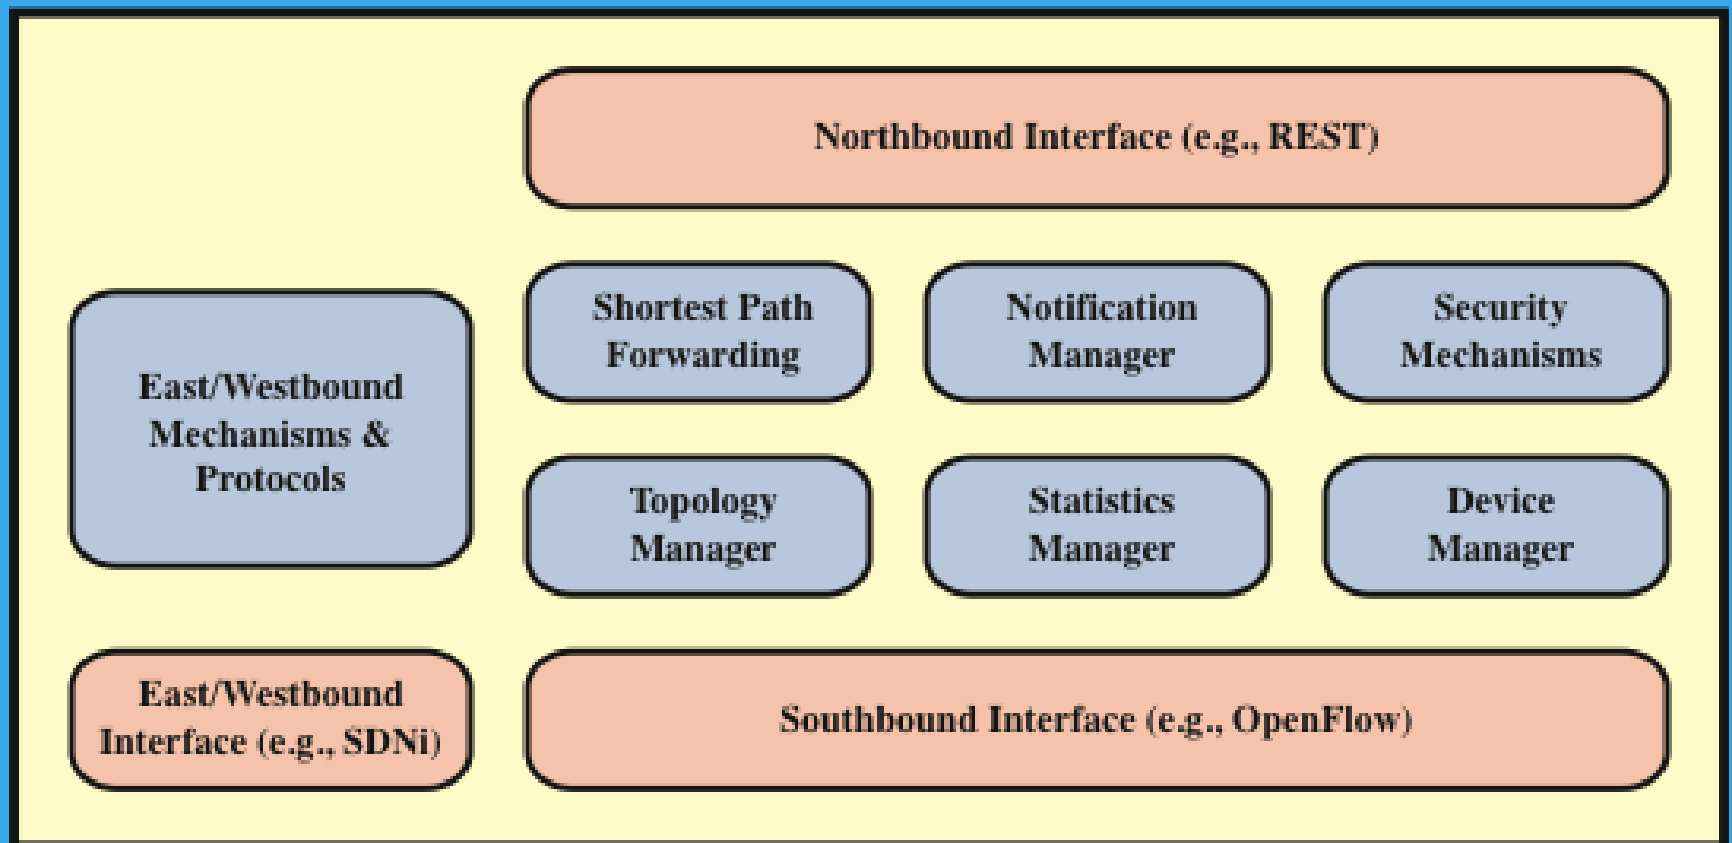 Northbound Interface (e.g., REST)
Shortest Path
Forwarding
Notification
Manager
Security
Mechanisms
East/Westbound
Mechanisms &
Protocols
Topology
Manager
Statistics
Manager
Device
Manager
East/Westbound
Interface (e.g., SDNi)
Southbound Interface (e.g., OpenFlow)